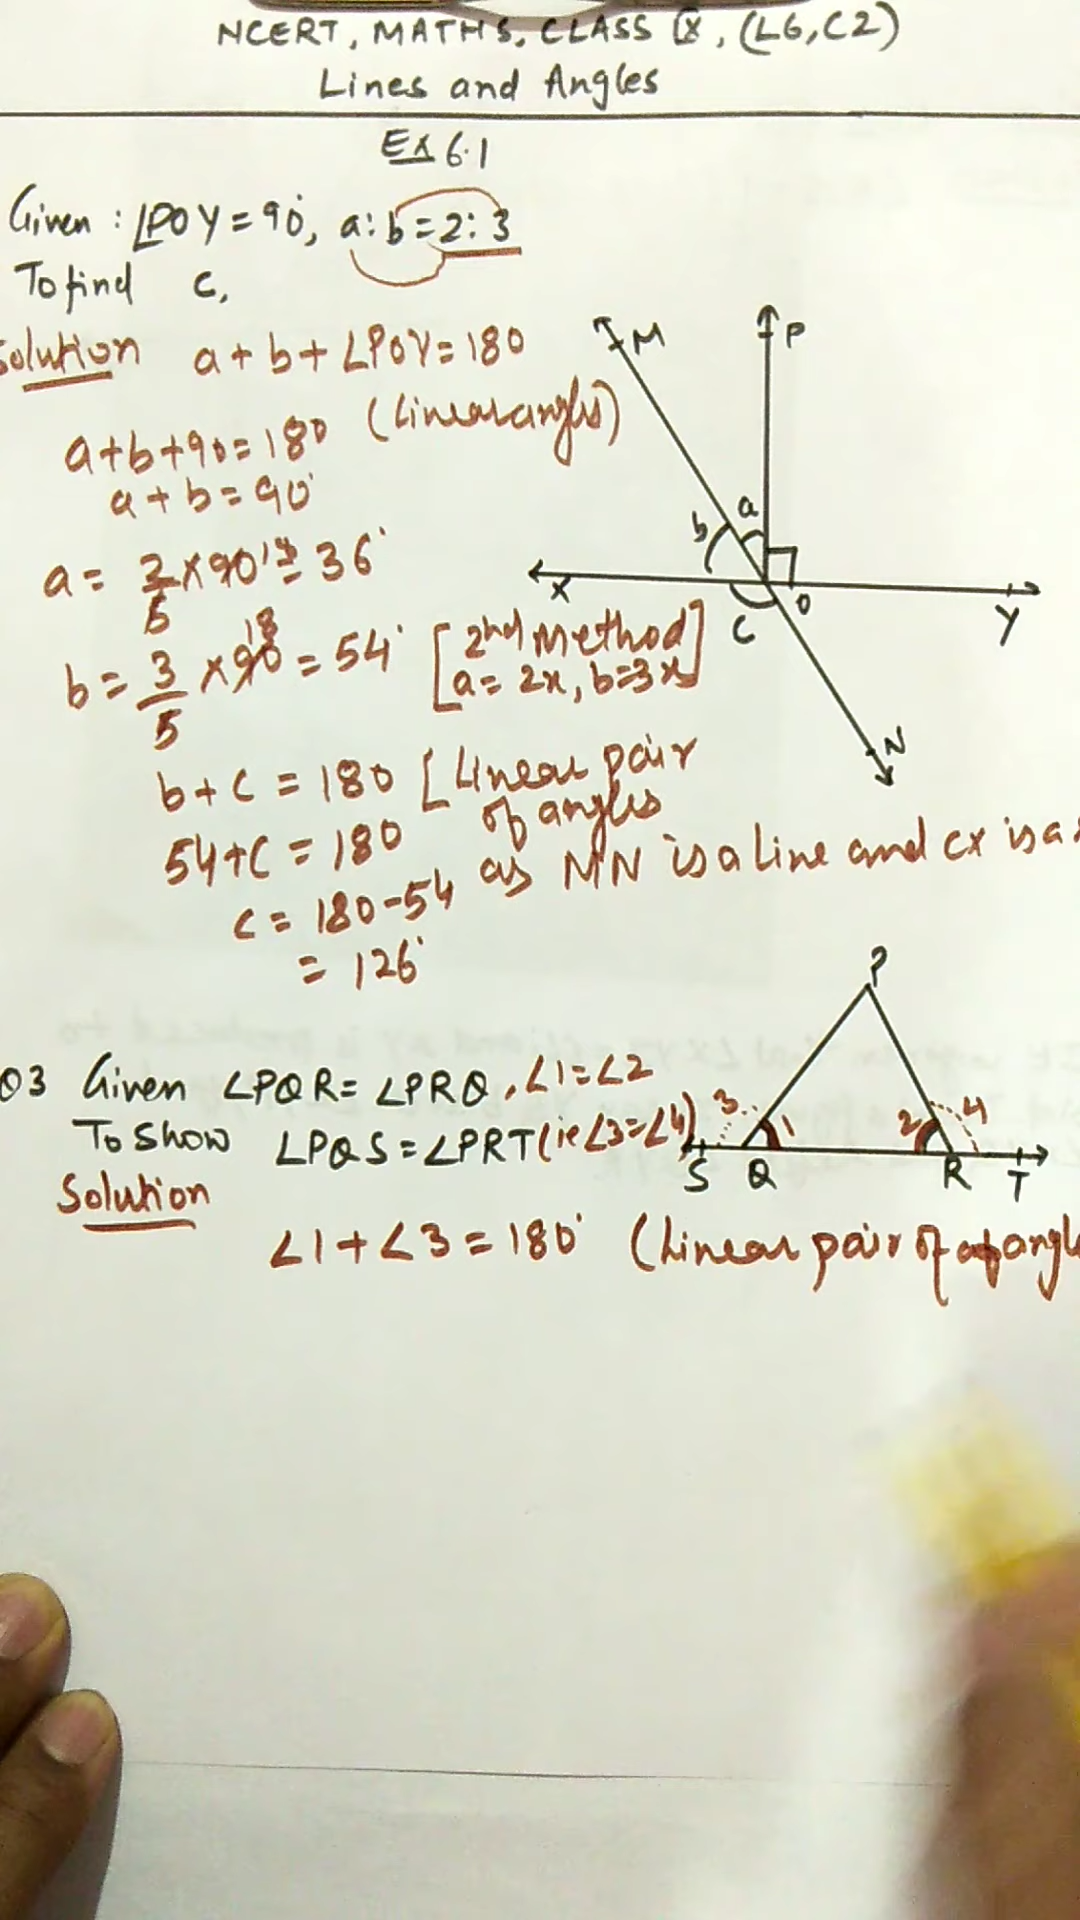 NCERT, MATHS, CLASS IX, (L6, C2)
Lines and Angles
Ex 6.1
Given : ∠POY = 90°, a:b = 2:3
To find c,
Solution a + b + ∠POY = 180
(Linear angles)
a+b+90=180
a + b = 90°
a = 2/5 × 90 18 = 36°
b = 3/5 × 90 18 = 54° [2nd Method
a = 2x, b=3x]
b + c = 180 [Linear pair
of angles
54+c = 180
as MN is a line and cx is a
c = 180-54
= 126°
M
P
b
a
X
O
Y
C
N
Q3 Given ∠PQR = ∠PRQ, ∠1=∠2
To Show ∠PQS = ∠PRT (ie ∠3=∠4)
Solution
∠1 + ∠3 = 180° (Linear pair of angle
P
3
1
2
4
S
Q
R
T